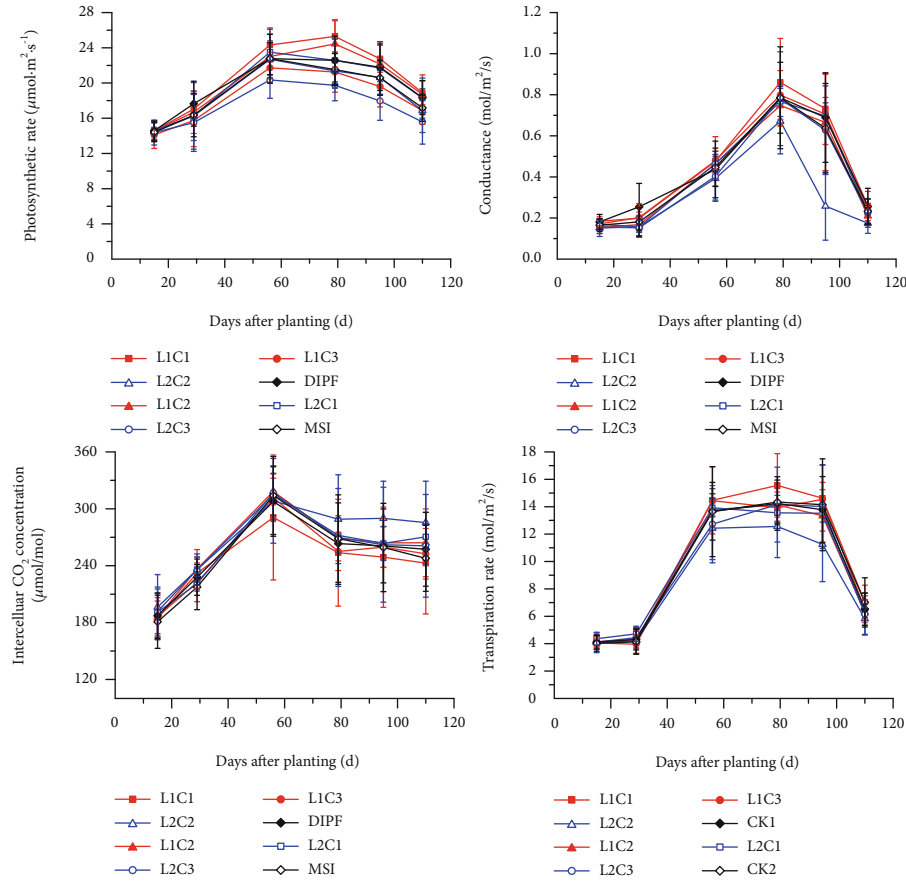 28
24
20
16
12
8
4
0
Photosynthetic rate (μmol·m⁻²·s⁻¹)
0 20 40 60 80 100 120
Days after planting (d)
L1C1 L1C3
L2C2 DIPF
L1C2 L2C1
L2C3 MSI
1.2
1.0
0.8
0.6
0.4
0.2
0.0
Conductance (mol/m²/s)
0 20 40 60 80 100 120
Days after planting (d)
L1C1 L1C3
L2C2 DIPF
L1C2 L2C1
L2C3 MSI
360
300
240
180
120
Intercelluar CO₂ concentration
(μmol/mol)
0 20 40 60 80 100 120
Days after planting (d)
L1C1 L1C3
L2C2 DIPF
L1C2 L2C1
L2C3 MSI
18
16
14
12
10
8
6
4
2
0
Transpiration rate (mol/m²/s)
0 20 40 60 80 100 120
Days after planting (d)
L1C1 L1C3
L2C2 CK1
L1C2 L2C1
L2C3 CK2